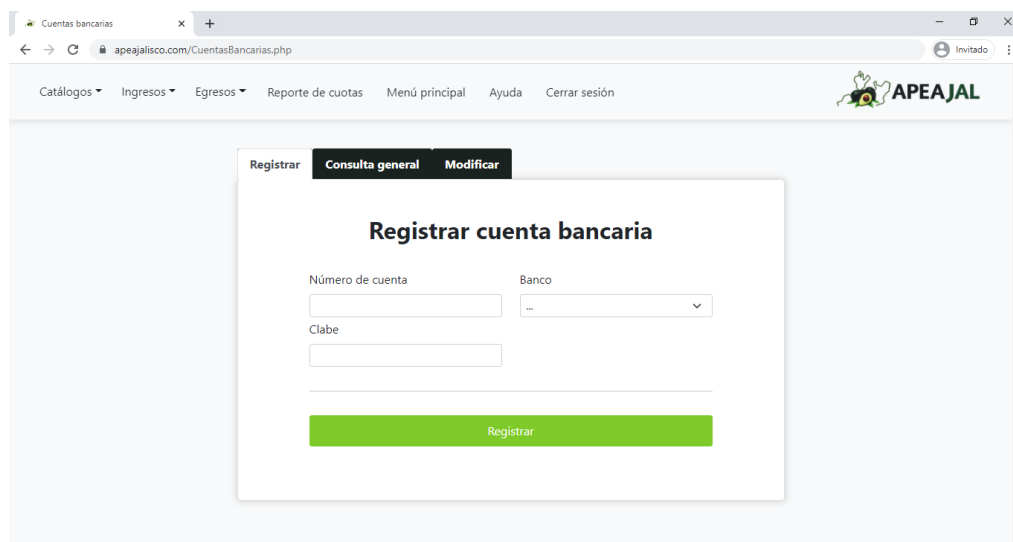 Cuentas bancarias
apeajalisco.com/CuentasBancarias.php
Invitado
Catálogos Ingresos Egresos Reporte de cuotas Menú principal Ayuda Cerrar sesión
APEAJAL
Registrar Consulta general Modificar
Registrar cuenta bancaria
Número de cuenta Banco
...
Clabe
Registrar